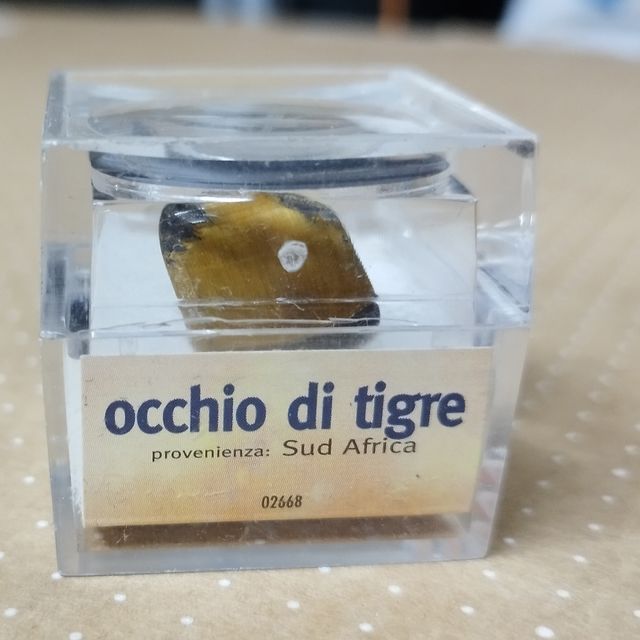 occhio di tigre
provenienza: Sud Africa
02668